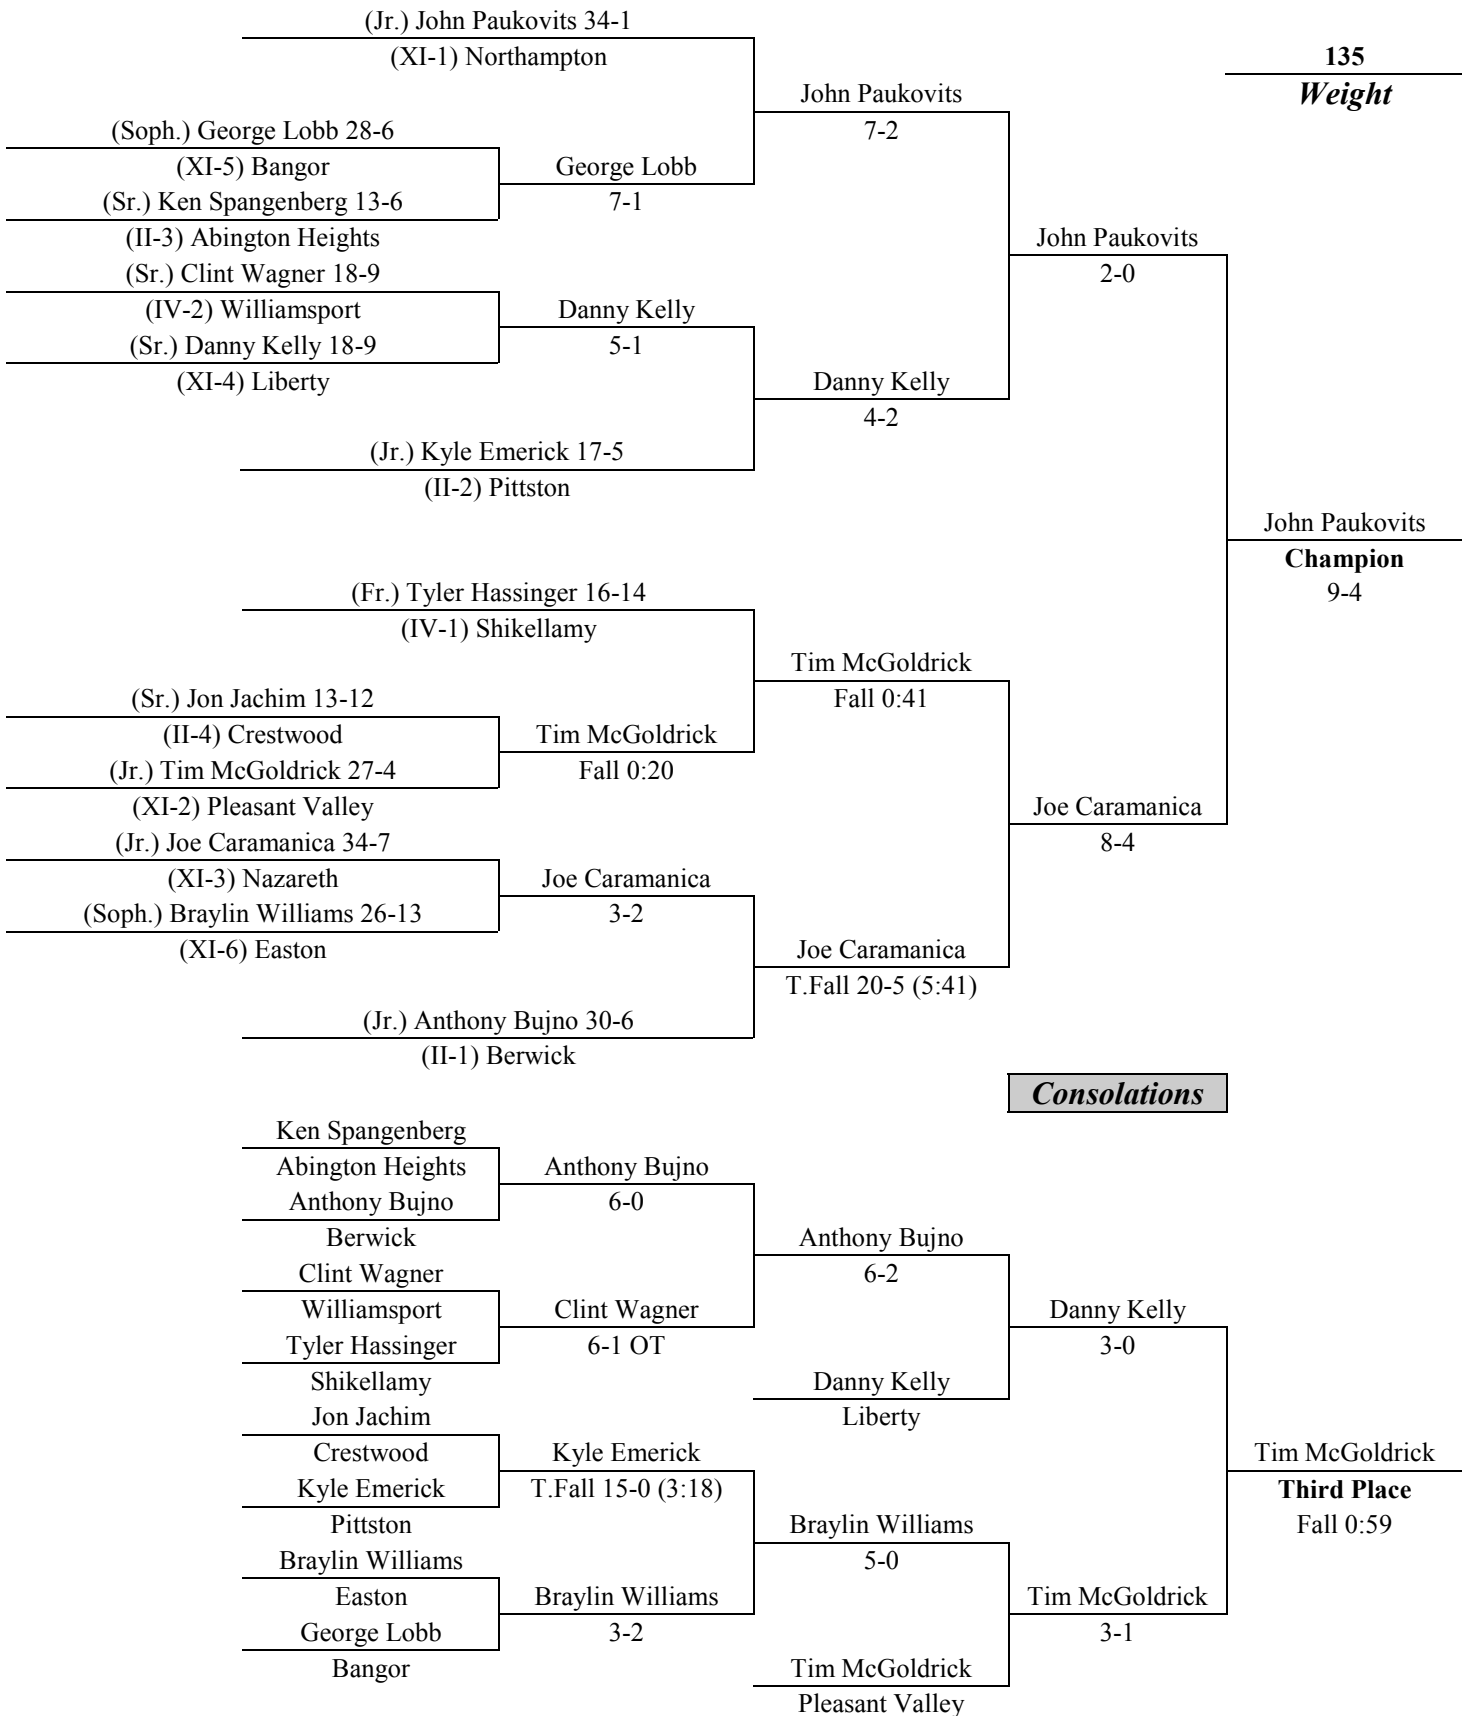 (Jr.) John Paukovits 34-1
(XI-1) Northampton
135
Weight
John Paukovits
7-2
(Soph.) George Lobb 28-6
(XI-5) Bangor
George Lobb
(Sr.) Ken Spangenberg 13-6
7-1
(II-3) Abington Heights
John Paukovits
(Sr.) Clint Wagner 18-9
2-0
(IV-2) Williamsport
Danny Kelly
(Sr.) Danny Kelly 18-9
5-1
(XI-4) Liberty
Danny Kelly
4-2
(Jr.) Kyle Emerick 17-5
(II-2) Pittston
John Paukovits
Champion
9-4
(Fr.) Tyler Hassinger 16-14
(IV-1) Shikellamy
Tim McGoldrick
Fall 0:41
(Sr.) Jon Jachim 13-12
(II-4) Crestwood
Tim McGoldrick
(Jr.) Tim McGoldrick 27-4
Fall 0:20
(XI-2) Pleasant Valley
Joe Caramanica
(Jr.) Joe Caramanica 34-7
8-4
(XI-3) Nazareth
Joe Caramanica
(Soph.) Braylin Williams 26-13
3-2
(XI-6) Easton
Joe Caramanica
T.Fall 20-5 (5:41)
(Jr.) Anthony Bujno 30-6
(II-1) Berwick
Consolations
Ken Spangenberg
Abington Heights
Anthony Bujno
Anthony Bujno
6-0
Berwick
Anthony Bujno
Clint Wagner
6-2
Williamsport
Clint Wagner
Danny Kelly
Tyler Hassinger
6-1 OT
3-0
Shikellamy
Danny Kelly
Jon Jachim
Liberty
Crestwood
Kyle Emerick
Tim McGoldrick
Kyle Emerick
T.Fall 15-0 (3:18)
Third Place
Pittston
Braylin Williams
Fall 0:59
Braylin Williams
5-0
Easton
Braylin Williams
Tim McGoldrick
George Lobb
3-2
3-1
Bangor
Tim McGoldrick
Pleasant Valley